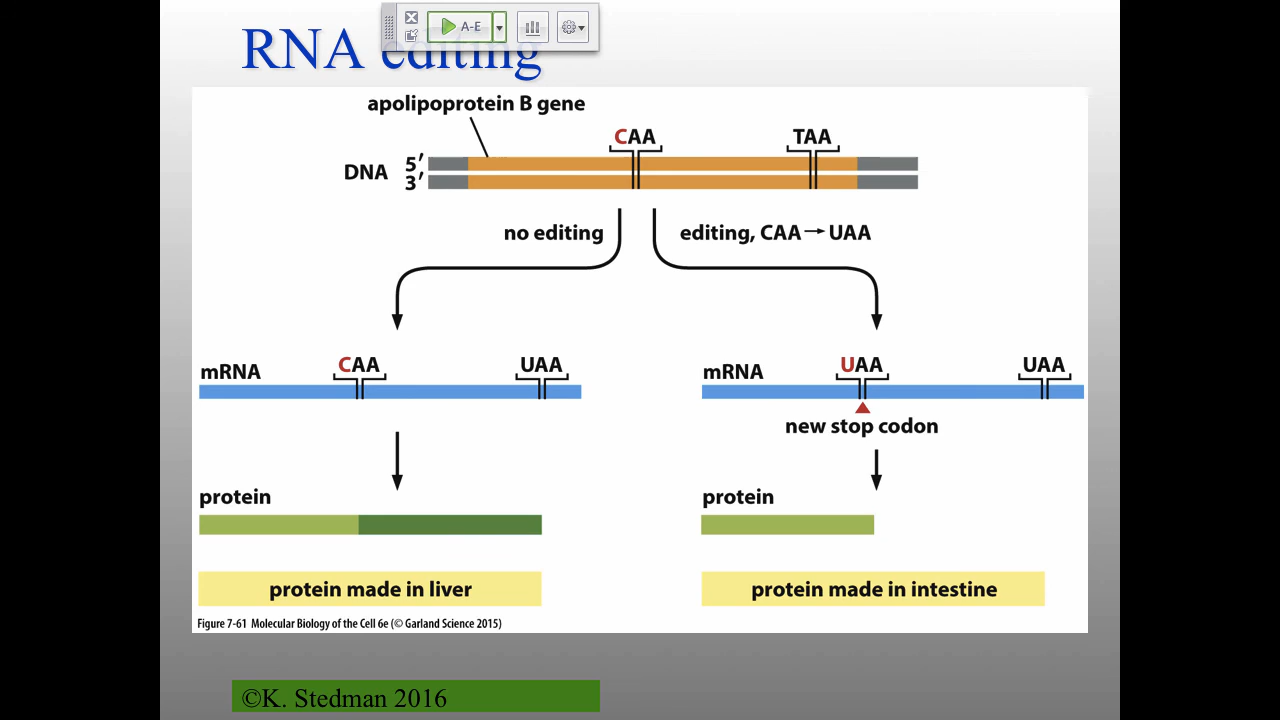 A-E
RNA editing
apolipoprotein B gene
CAA
TAA
DNA
5′
3′
no editing
editing, CAA → UAA
mRNA
CAA
UAA
mRNA
UAA
UAA
new stop codon
protein
protein
protein made in liver
protein made in intestine
Figure 7-61 Molecular Biology of the Cell 6e (© Garland Science 2015)
©K. Stedman 2016